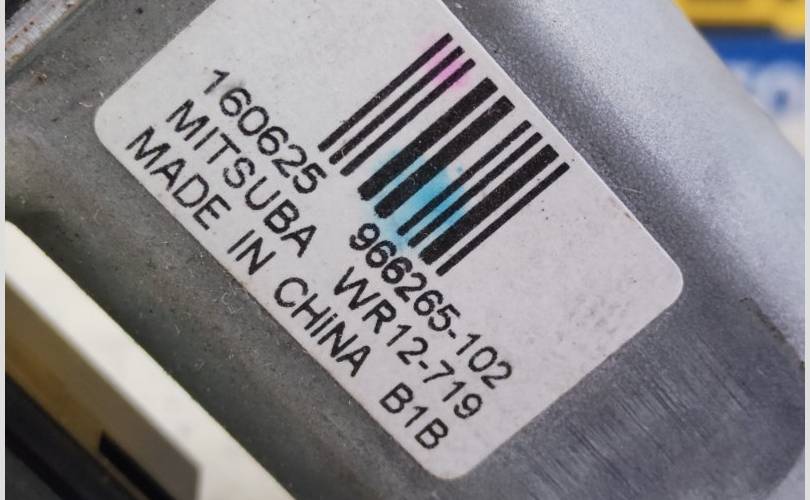 160625 966265-102
MITSUBA WR12-719
MADE IN CHINA B1B